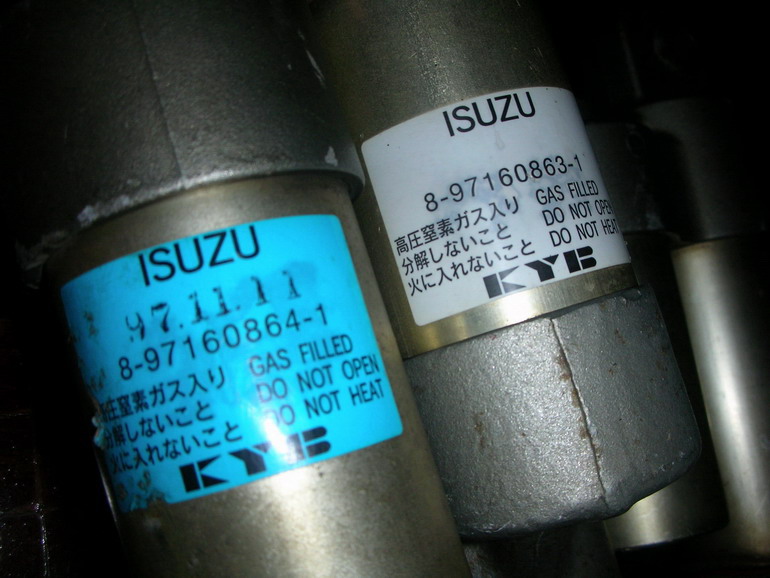 ISUZU
97.11.11
8-97160864-1
高圧窒素ガス入り
分解しないこと
火に入れないこと
GAS FILLED
DO NOT OPEN
DO NOT HEAT
KYB
ISUZU
8-97160863-1
高圧窒素ガス入り
分解しないこと
火に入れないこと
GAS FILLED
DO NOT OPEN
DO NOT HEAT
KYB